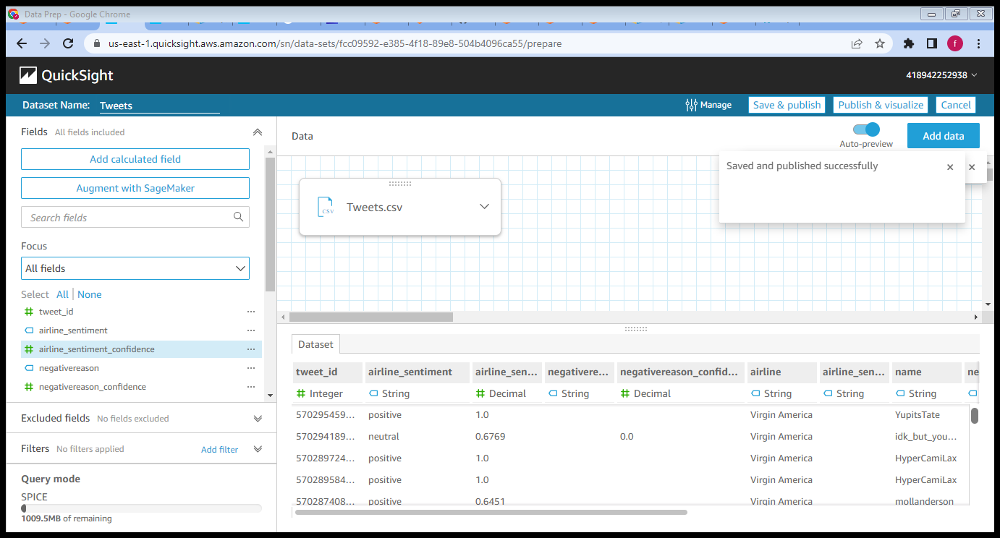 Data Prep - Google Chrome
us-east-1.quicksight.aws.amazon.com/sn/data-sets/fcc09592-e385-4f18-89e8-504b4096ca55/prepare
f
QuickSight
418942252938
Dataset Name: Tweets
Manage
Save & publish
Publish & visualize
Cancel
Fields All fields included
Add calculated field
Augment with SageMaker
Search fields
Focus
All fields
Select All | None
tweet_id ...
airline_sentiment ...
airline_sentiment_confidence ...
negativereason ...
negativereason_confidence ...
Excluded fields No fields excluded
Filters No filters applied Add filter
Query mode
SPICE
1009.5MB of remaining
Data
Auto-preview
Add data
Saved and published successfully
CSV
Tweets.csv
Dataset
tweet_id airline_sentiment airline_sen... negativere... negativereason_confid... airline airline_sen... name ne
Integer String Decimal String Decimal String String String
570295459... positive 1.0 Virgin America YupitsTate
570294189... neutral 0.6769 0.0 Virgin America idk_but_you...
570289724... positive 1.0 Virgin America HyperCamiLax
570289584... positive 1.0 Virgin America HyperCamiLax
570287408... positive 0.6451 Virgin America mollanderson